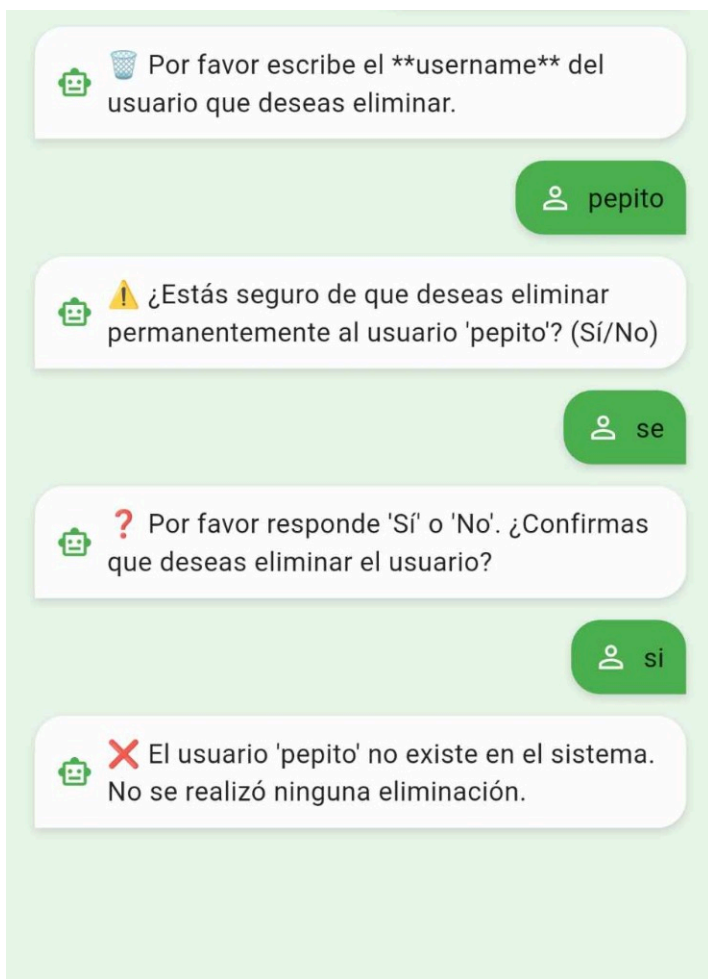 🗑️ Por favor escribe el **username** del
usuario que deseas eliminar.
pepito
⚠️ ¿Estás seguro de que deseas eliminar
permanentemente al usuario 'pepito'? (Sí/No)
se
❓ Por favor responde 'Sí' o 'No'. ¿Confirmas
que deseas eliminar el usuario?
si
❌ El usuario 'pepito' no existe en el sistema.
No se realizó ninguna eliminación.